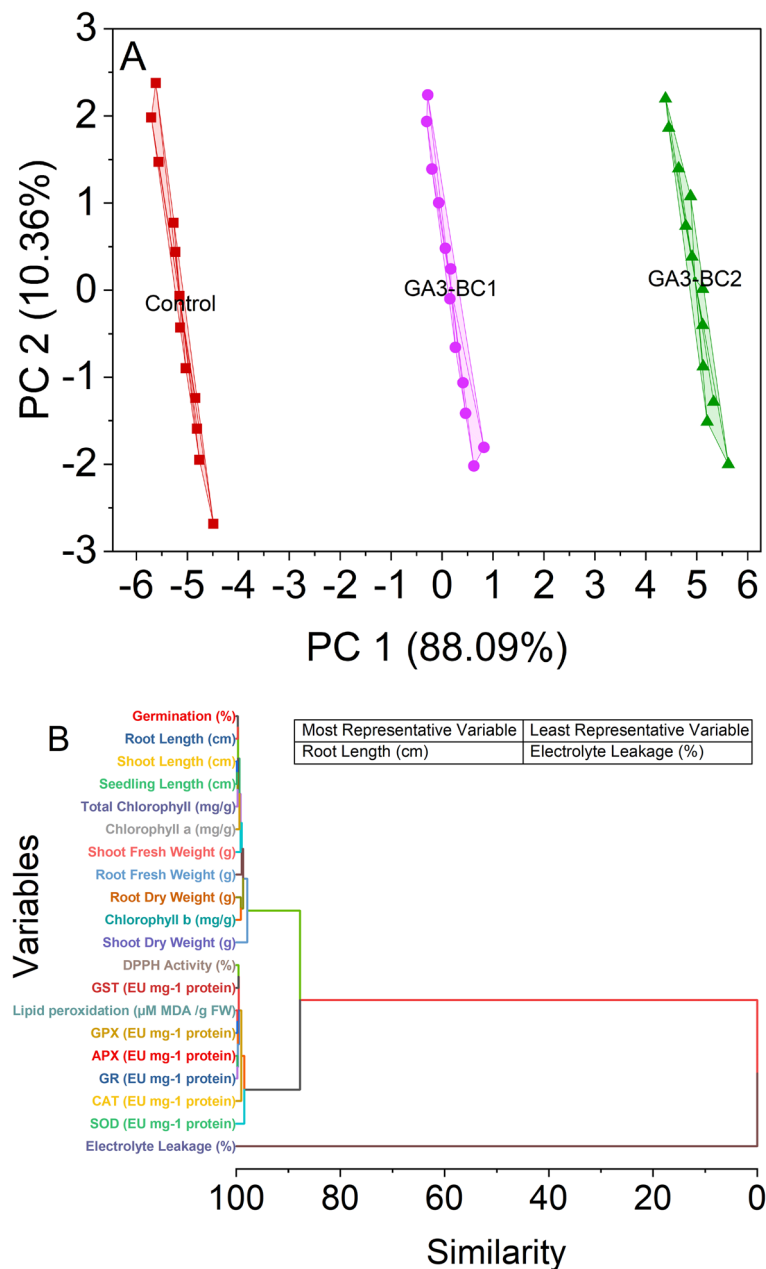 A
3
2
1
0
-1
-2
-3
PC 2 (10.36%)
Control
GA3-BC1
GA3-BC2
-6 -5 -4 -3 -2 -1 0 1 2 3 4 5 6
PC 1 (88.09%)
B
Variables
Germination (%)
Root Length (cm)
Shoot Length (cm)
Seedling Length (cm)
Total Chlorophyll (mg/g)
Chlorophyll a (mg/g)
Shoot Fresh Weight (g)
Root Fresh Weight (g)
Root Dry Weight (g)
Chlorophyll b (mg/g)
Shoot Dry Weight (g)
DPPH Activity (%)
GST (EU mg-1 protein)
Lipid peroxidation (µM MDA /g FW)
GPX (EU mg-1 protein)
APX (EU mg-1 protein)
GR (EU mg-1 protein)
CAT (EU mg-1 protein)
SOD (EU mg-1 protein)
Electrolyte Leakage (%)
Most Representative Variable Least Representative Variable
Root Length (cm) Electrolyte Leakage (%)
100 80 60 40 20 0
Similarity